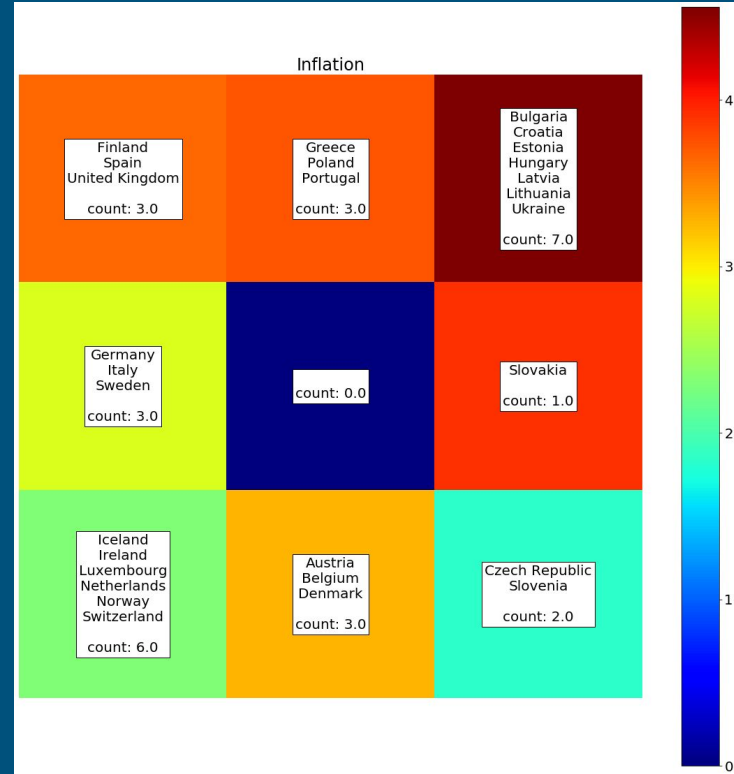 Inflation
Finland
Spain
United Kingdom
count: 3.0
Greece
Poland
Portugal
count: 3.0
Bulgaria
Croatia
Estonia
Hungary
Latvia
Lithuania
Ukraine
count: 7.0
Germany
Italy
Sweden
count: 3.0
count: 0.0
Slovakia
count: 1.0
Iceland
Ireland
Luxembourg
Netherlands
Norway
Switzerland
count: 6.0
Austria
Belgium
Denmark
count: 3.0
Czech Republic
Slovenia
count: 2.0
4
3
2
1
0